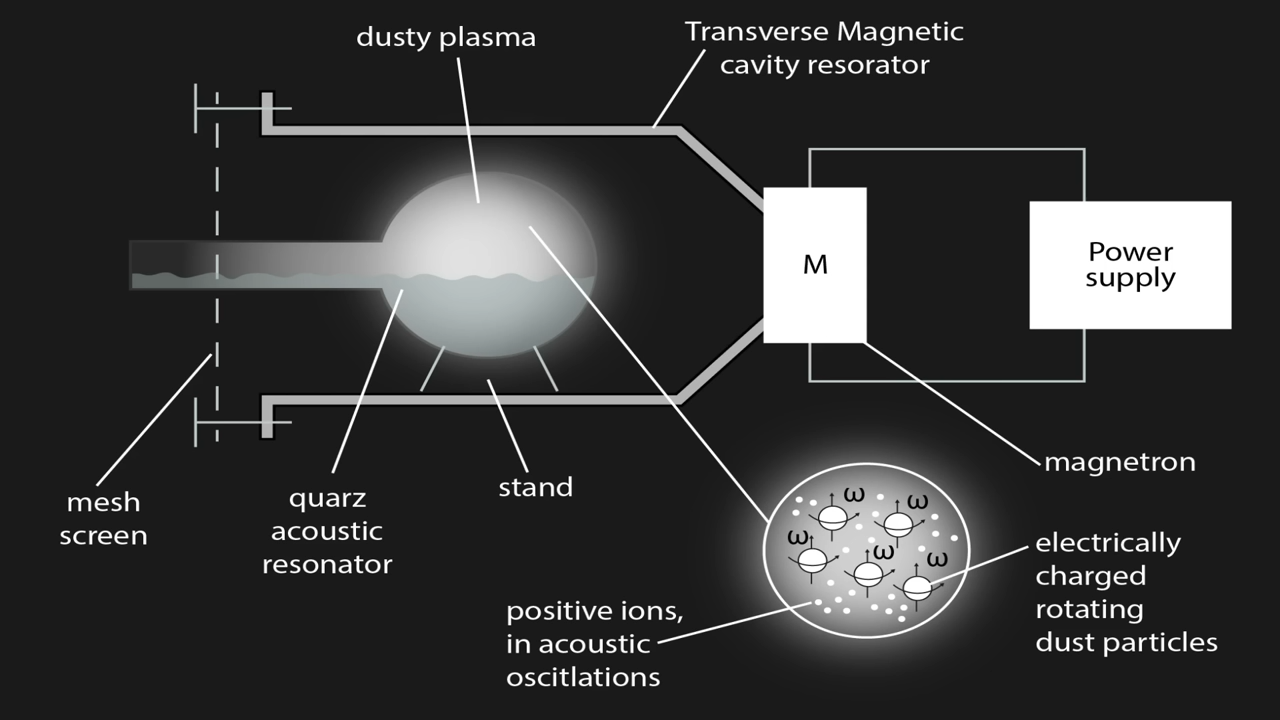 dusty plasma
Transverse Magnetic
cavity resorator
M
Power
supply
mesh
screen
quarz
acoustic
resonator
stand
magnetron
ω
ω
ω
ω
ω
electrically
charged
rotating
dust particles
positive ions,
in acoustic
oscitlations